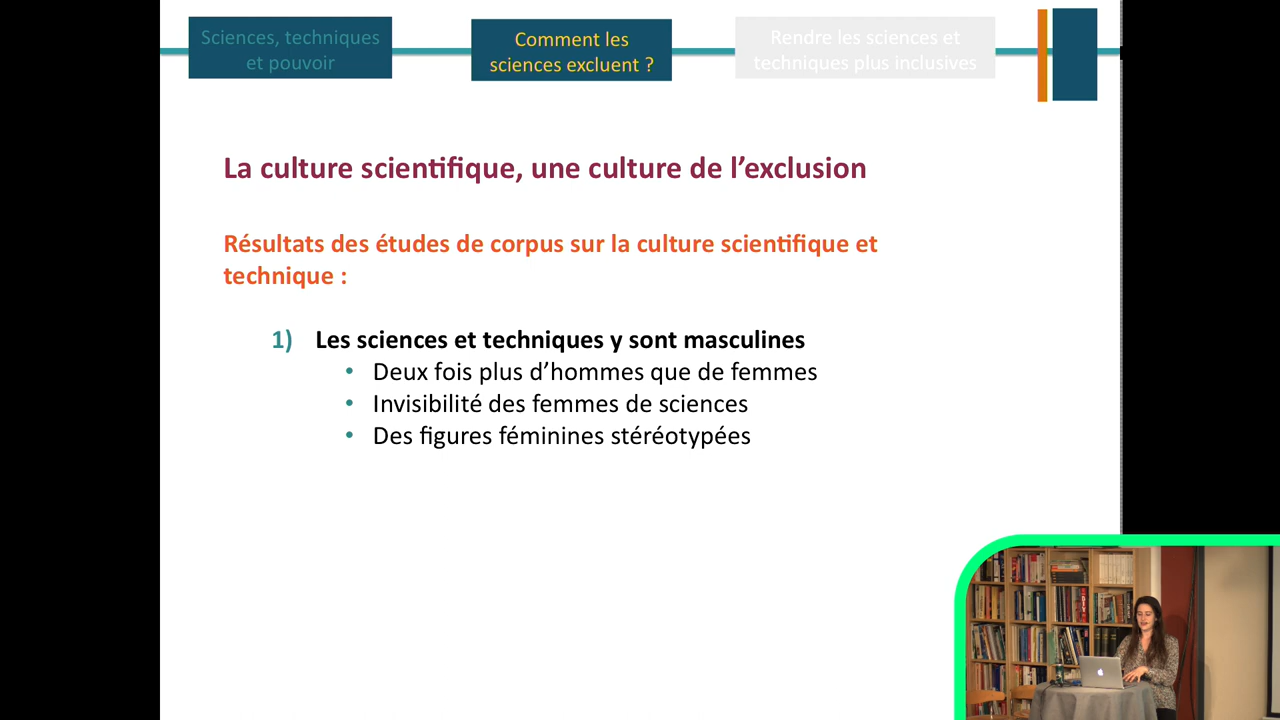 Sciences, techniques
et pouvoir
Comment les
sciences excluent ?
Rendre les sciences et
techniques plus inclusives
La culture scientifique, une culture de l’exclusion
Résultats des études de corpus sur la culture scientifique et
technique :
1) Les sciences et techniques y sont masculines
• Deux fois plus d’hommes que de femmes
• Invisibilité des femmes de sciences
• Des figures féminines stéréotypées